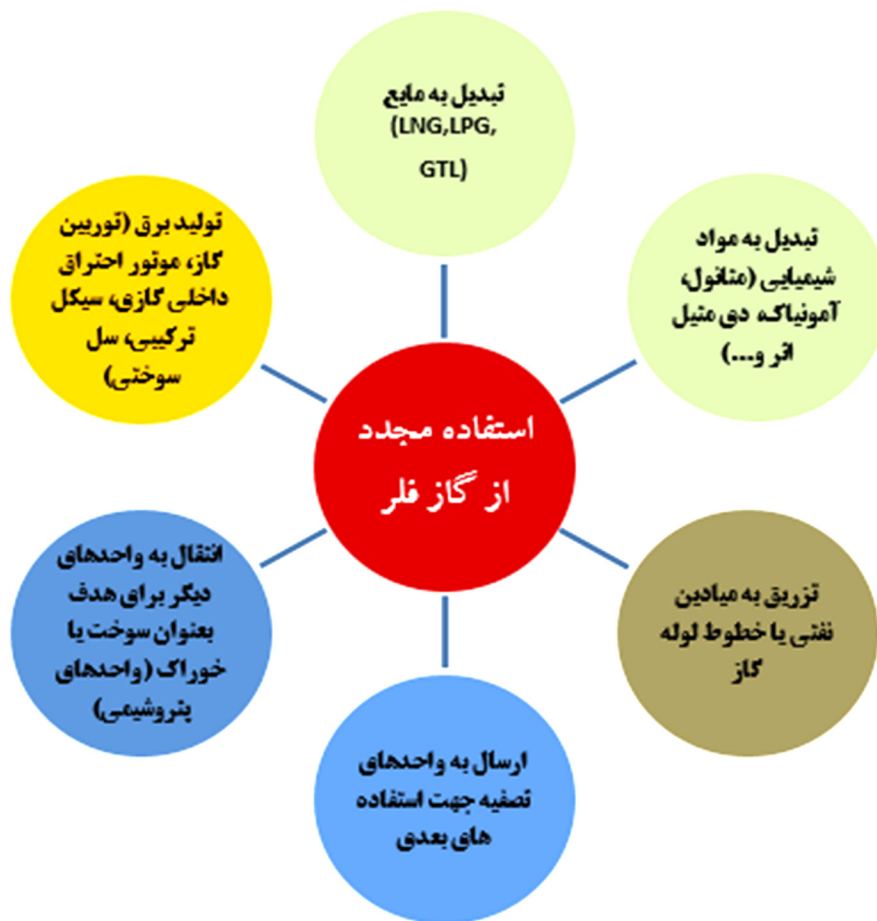 تبدیل به مایع
(LNG,LPG,
GTL)
تبدیل به مواد
شیمیایی (متانول،
آمونیاک، دی متیل
اتر و...)
تزریق به میادین
نفتی یا خطوط لوله
گاز
ارسال به واحدهای
تصفیه جهت استفاده
های بعدی
انتقال به واحدهای
دیگر برای هدف
بعنوان سوخت یا
خوراک (واحدهای
پتروشیمی)
تولید برق (توربین
گاز، موتور احتراق
داخلی گازی، سیکل
ترکیبی، سل
سوختی)
استفاده مجدد
از گاز فلر